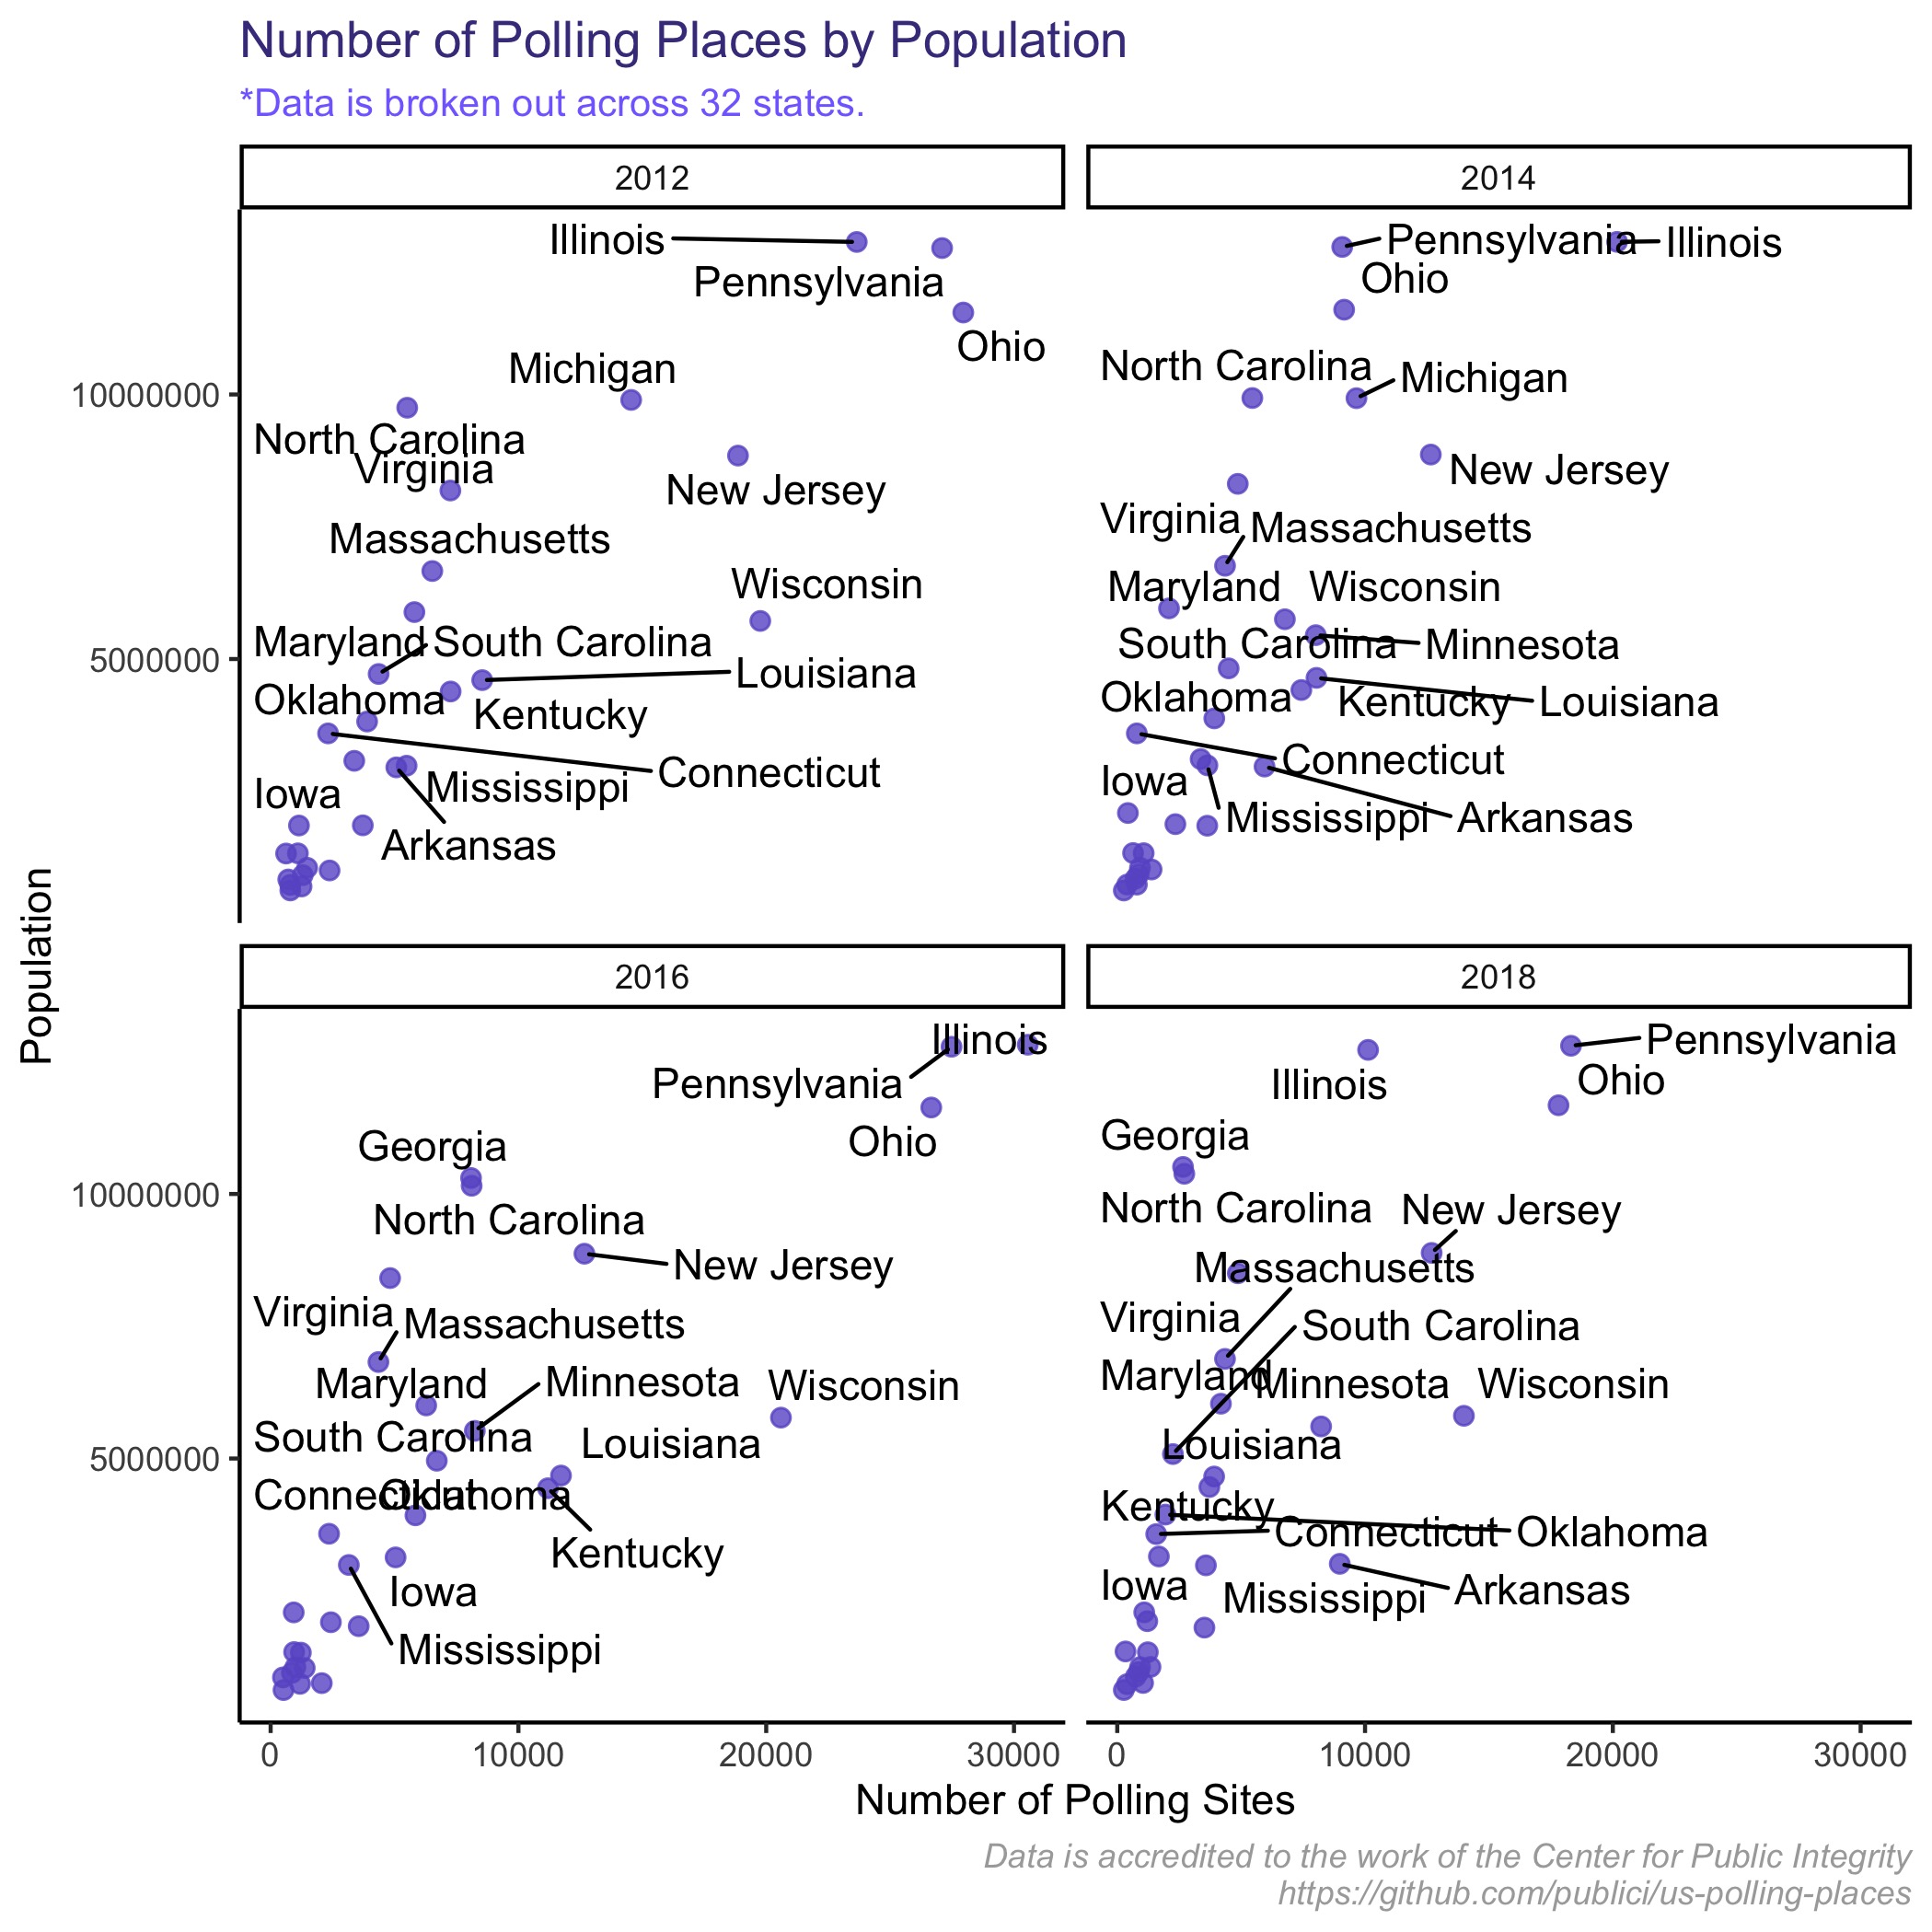 Number of Polling Places by Population
*Data is broken out across 32 states.
2012
2014
Illinois
Pennsylvania
Ohio
Michigan
North Carolina
Virginia
New Jersey
Massachusetts
Wisconsin
Maryland
South Carolina
Louisiana
Oklahoma
Kentucky
Connecticut
Iowa
Mississippi
Arkansas
Pennsylvania
Illinois
Ohio
North Carolina
Michigan
New Jersey
Virginia
Massachusetts
Maryland
Wisconsin
South Carolina
Minnesota
Oklahoma
Kentucky
Louisiana
Connecticut
Iowa
Mississippi
Arkansas
10000000
5000000
Population
2016
2018
Illinois
Pennsylvania
Ohio
Georgia
North Carolina
New Jersey
Virginia
Massachusetts
Maryland
Minnesota
Wisconsin
South Carolina
Louisiana
Connecticut
Oklahoma
Kentucky
Iowa
Mississippi
Pennsylvania
Illinois
Ohio
Georgia
North Carolina
New Jersey
Massachusetts
Virginia
South Carolina
Maryland
Minnesota
Wisconsin
Louisiana
Kentucky
Connecticut
Oklahoma
Iowa
Mississippi
Arkansas
10000000
5000000
0
10000
20000
30000
0
10000
20000
30000
Number of Polling Sites
Data is accredited to the work of the Center for Public Integrity
https://github.com/publici/us-polling-places